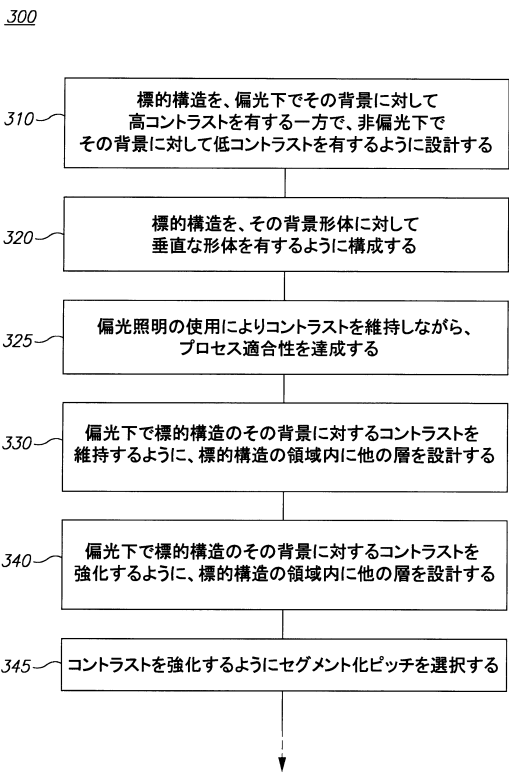 300
310
標的構造を、偏光下でその背景に対して
高コントラストを有する一方で、非偏光下で
その背景に対して低コントラストを有するように設計する
320
標的構造を、その背景形体に対して
垂直な形体を有するように構成する
325
偏光照明の使用によりコントラストを維持しながら、
プロセス適合性を達成する
330
偏光下で標的構造のその背景に対するコントラストを
維持するように、標的構造の領域内に他の層を設計する
340
偏光下で標的構造のその背景に対するコントラストを
強化するように、標的構造の領域内に他の層を設計する
345
コントラストを強化するようにセグメント化ピッチを選択する